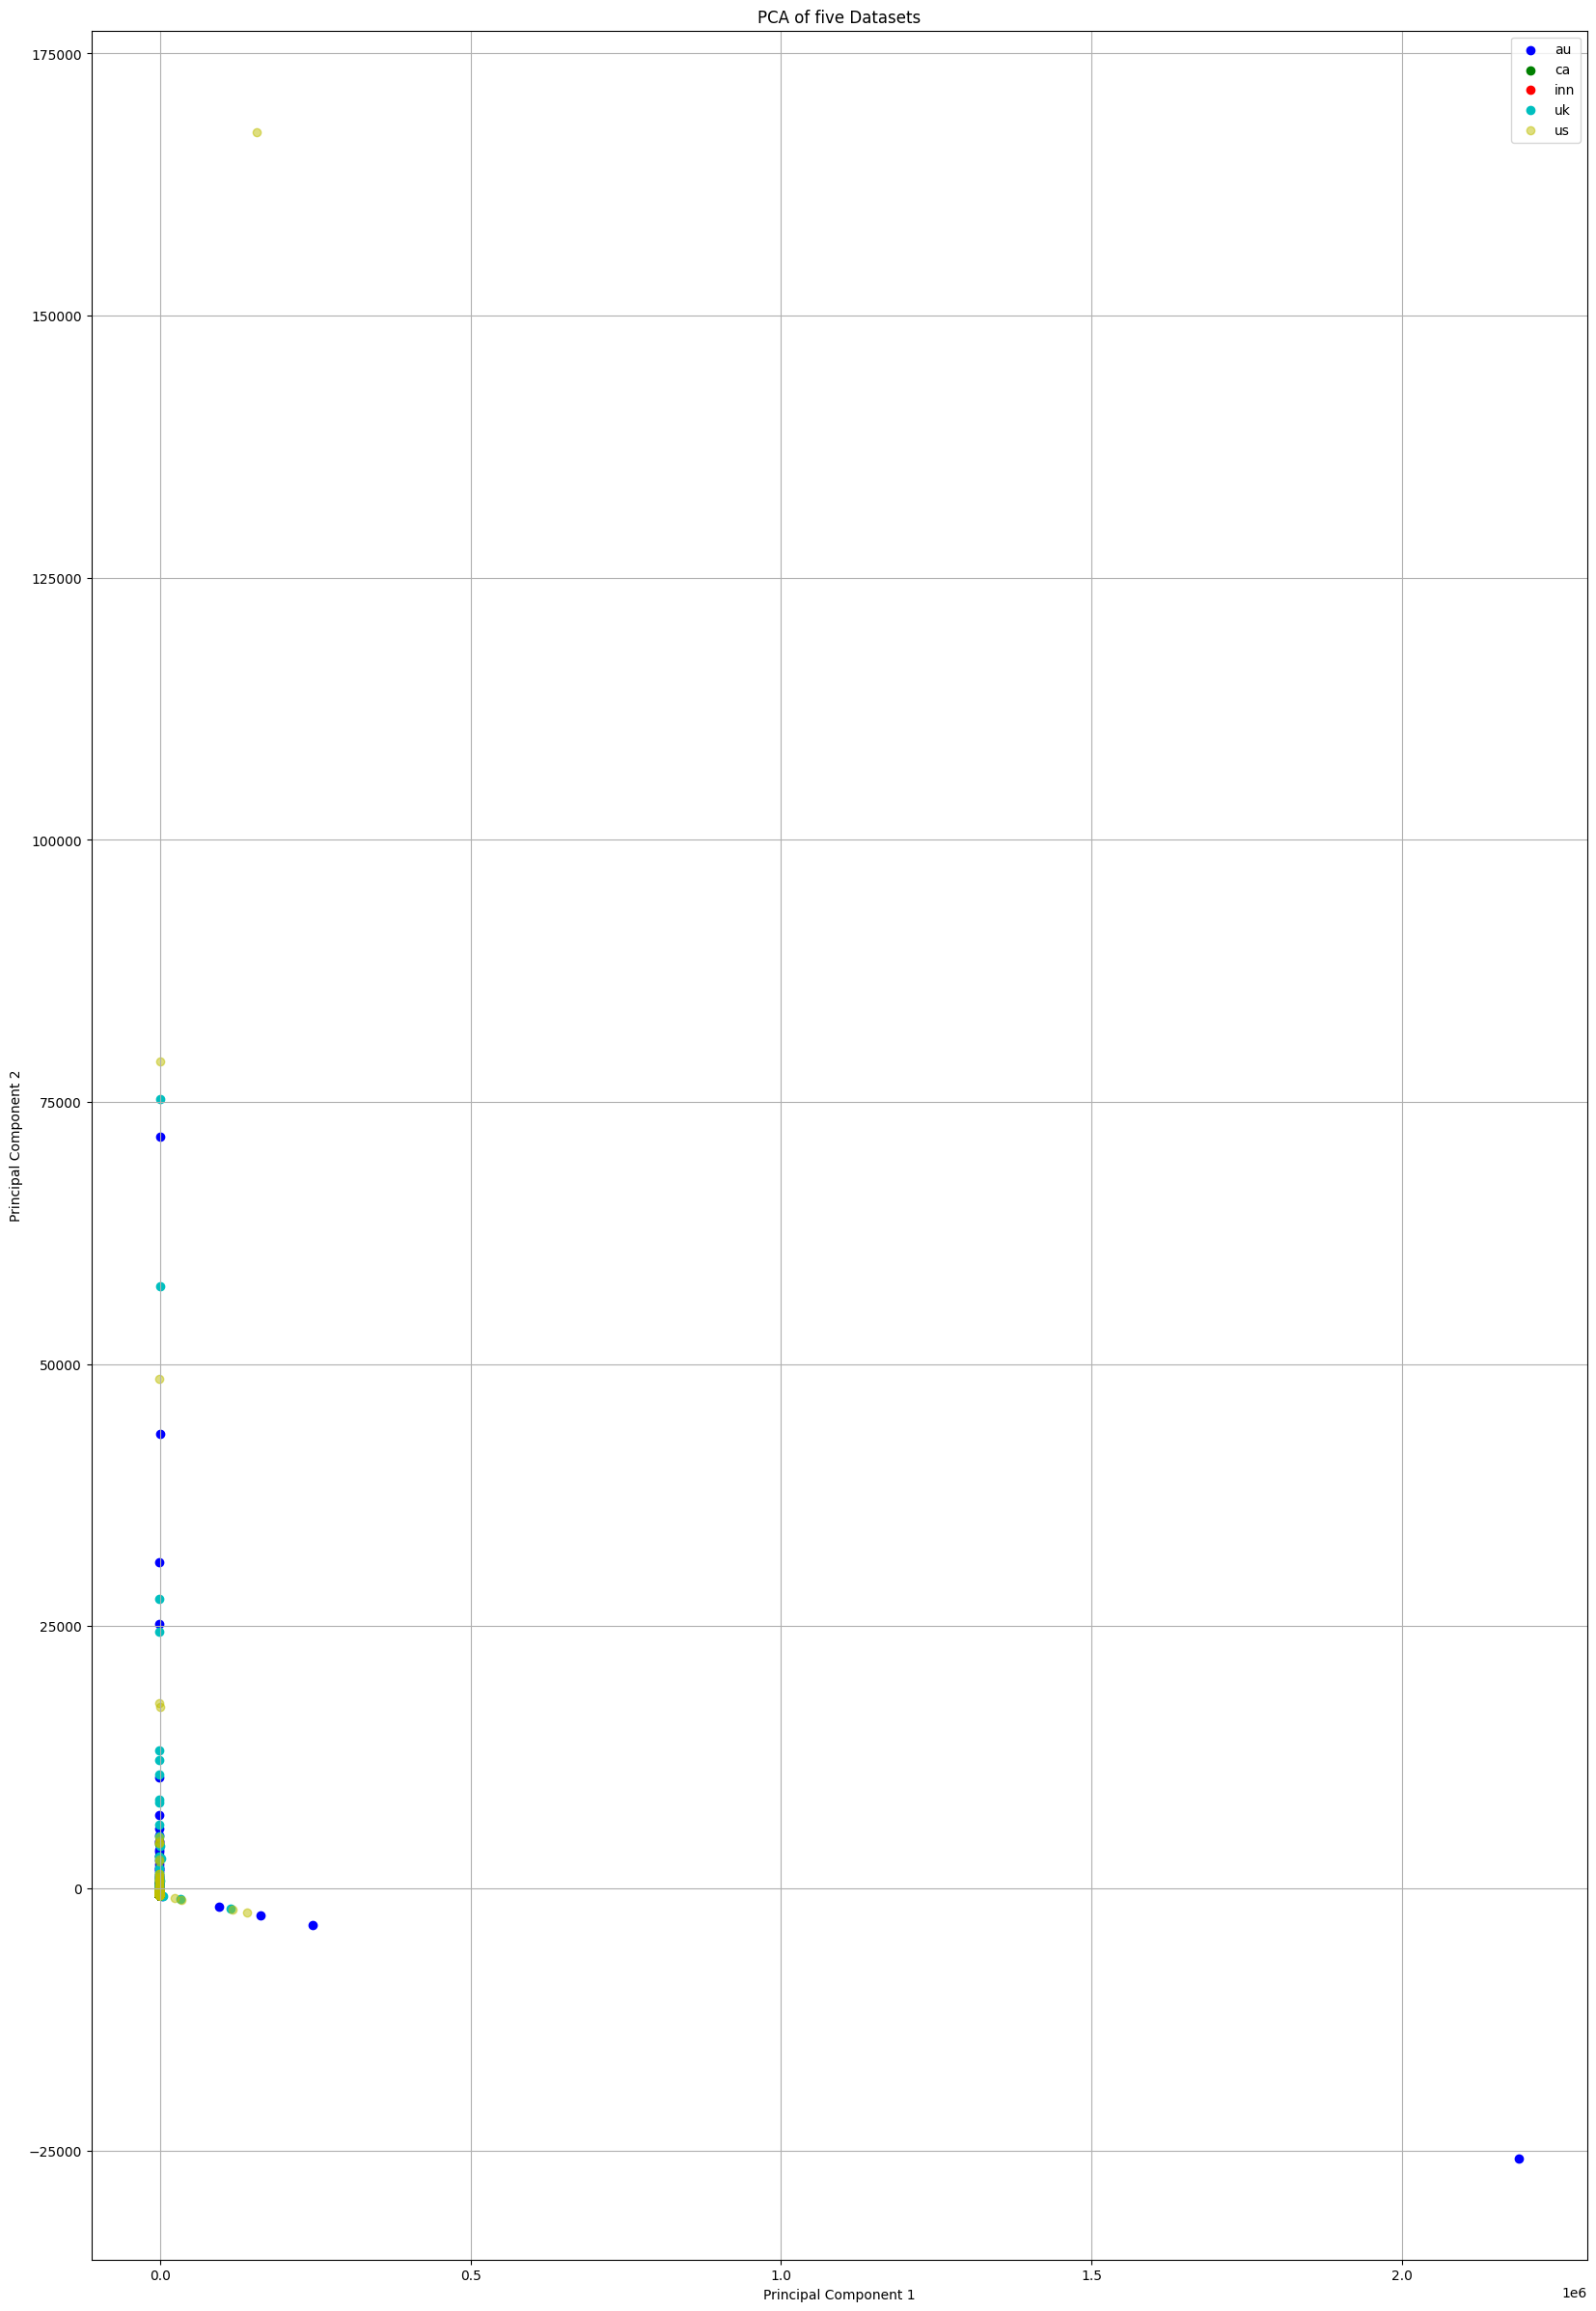 PCA of five Datasets
au
ca
inn
uk
us
175000
150000
125000
100000
75000
50000
25000
0
−25000
Principal Component 2
0.0 0.5 1.0 1.5 2.0
1e6
Principal Component 1